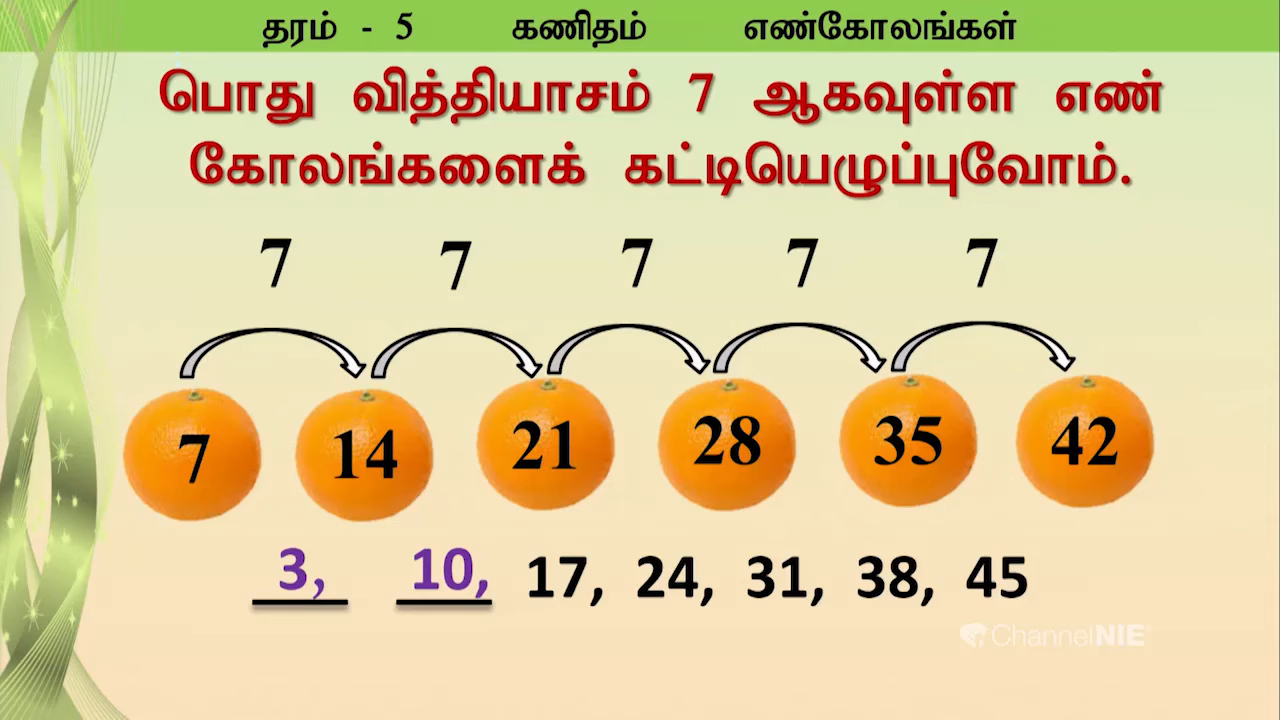 தரம் - 5 கணிதம் எண்கோலங்கள்
பொது வித்தியாசம் 7 ஆகவுள்ள எண்
கோலங்களைக் கட்டியெழுப்புவோம்.
7 7 7 7 7
7 14 21 28 35 42
3, 10, 17, 24, 31, 38, 45
ChannelNIE